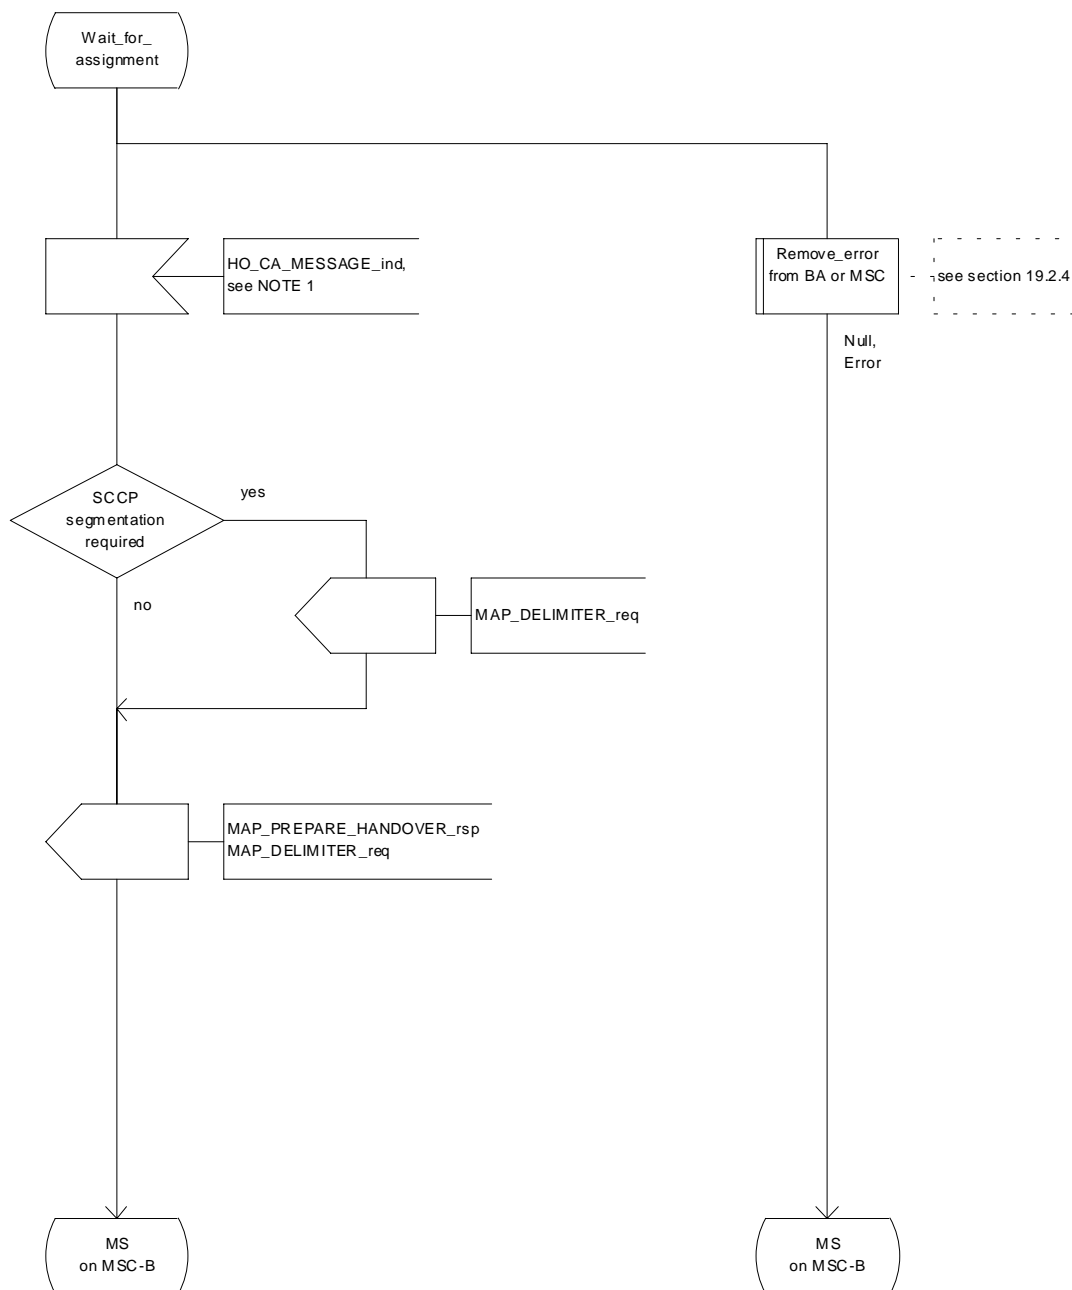 Wait_for_
assignment
HO_CA_MESSAGE_ind,
see NOTE 1
Remove_error
from BA or MSC
see section 19.2.4
Null,
Error
SCCP
segmentation
required
yes
no
MAP_DELIMITER_req
MAP_PREPARE_HANDOVER_rsp
MAP_DELIMITER_req
MS
on MSC-B
MS
on MSC-B